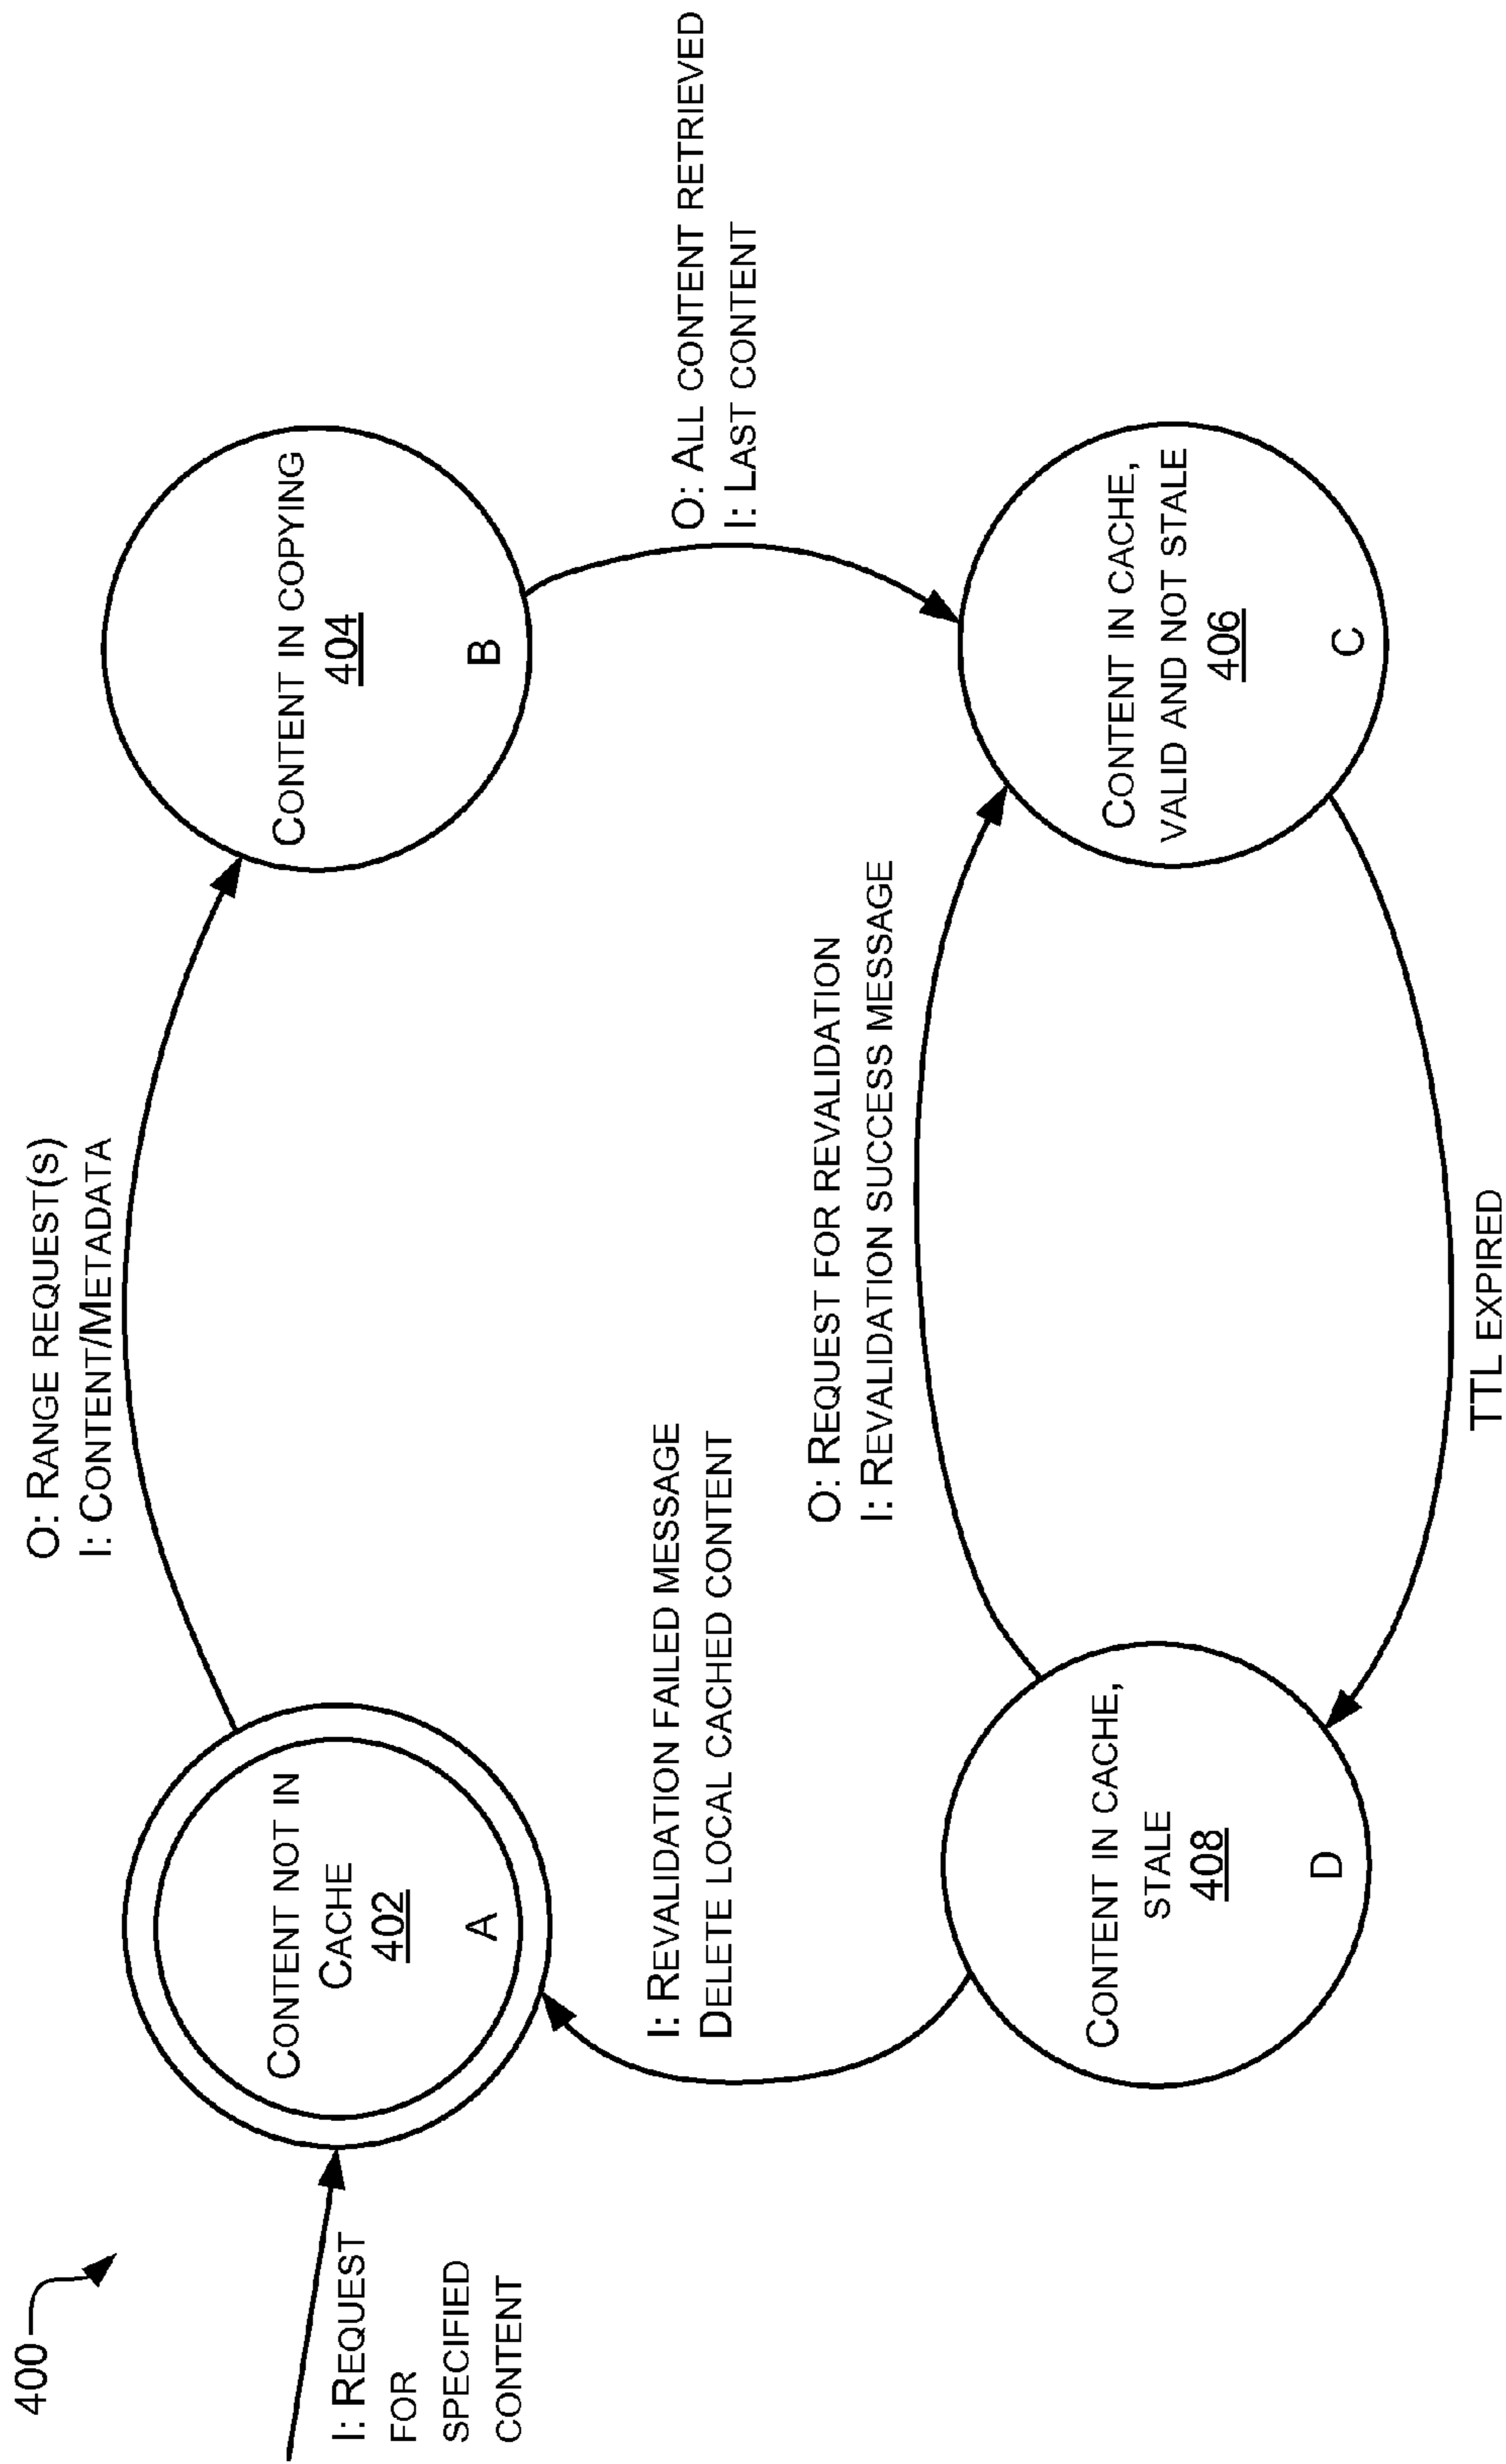 400
O: RANGE REQUEST(S)
I: CONTENT/METADATA
I: REQUEST
FOR
SPECIFIED
CONTENT
CONTENT NOT IN
CACHE
402
A
CONTENT IN COPYING
404
B
I: REVALIDATION FAILED MESSAGE
DELETE LOCAL CACHED CONTENT
O: ALL CONTENT RETRIEVED
I: LAST CONTENT
O: REQUEST FOR REVALIDATION
I: REVALIDATION SUCCESS MESSAGE
CONTENT IN CACHE,
STALE
408
D
CONTENT IN CACHE,
VALID AND NOT STALE
406
C
TTL EXPIRED